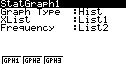 StatGraph1
Graph Type :Hist
XList :List1
Frequency :List2
GPH1 GPH2 GPH3